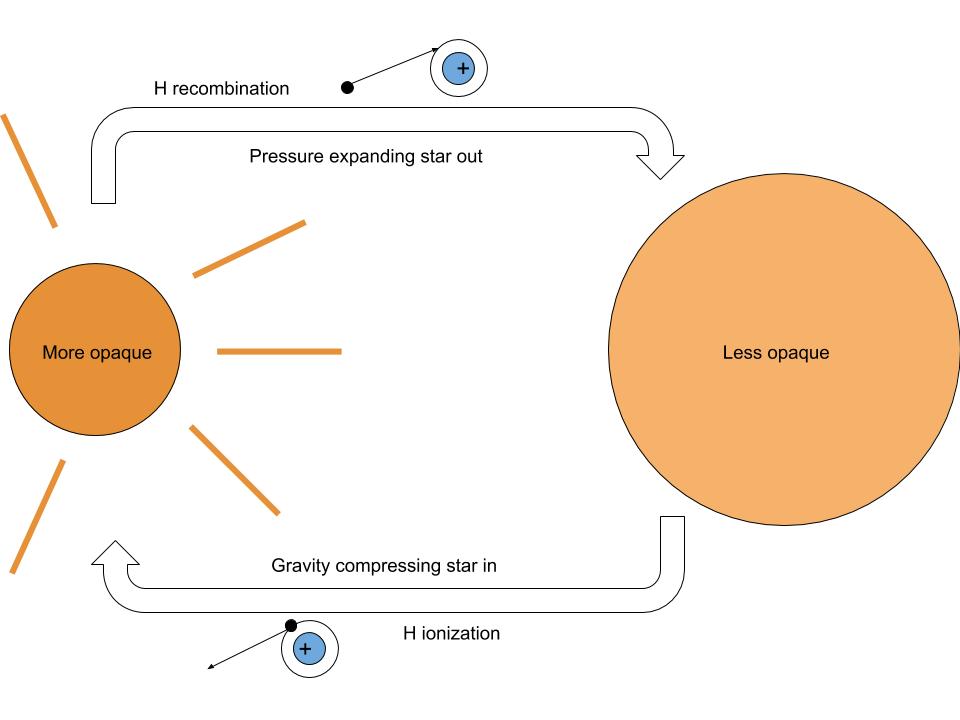 +
H recombination
Pressure expanding star out
More opaque
Less opaque
Gravity compressing star in
H ionization
+